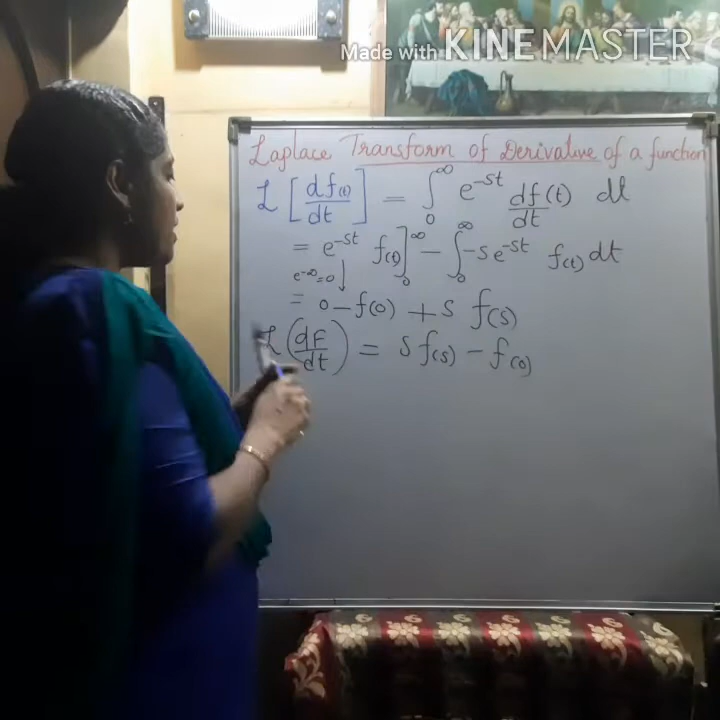 Made with KINEMASTER
Laplace Transform of Derivative of a function
L [df(t)/dt] = ∫₀^∞ e^-st df(t)/dt dt
= e^-st f(t)]₀^∞ - ∫₀^∞ -s e^-st f(t) dt
e^-∞=0↓
= 0 - f(0) + s f(s)
L (dF/dt) = s f(s) - f(0)